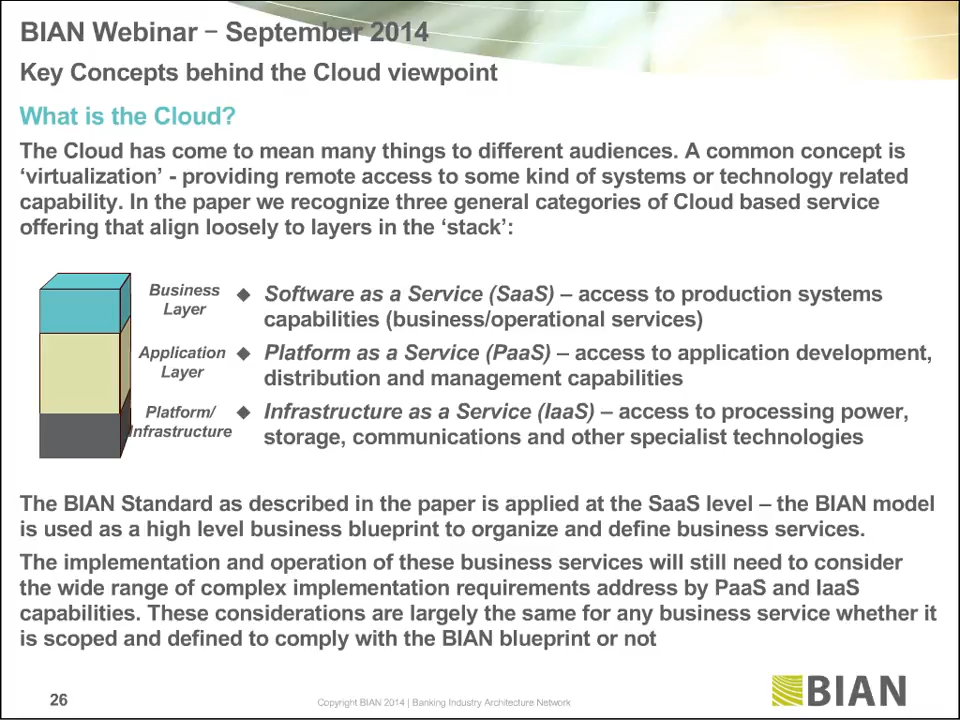 BIAN Webinar – September 2014
Key Concepts behind the Cloud viewpoint
What is the Cloud?
The Cloud has come to mean many things to different audiences. A common concept is
‘virtualization’ - providing remote access to some kind of systems or technology related
capability. In the paper we recognize three general categories of Cloud based service
offering that align loosely to layers in the ‘stack’:
Business
Layer
◆ Software as a Service (SaaS) – access to production systems
capabilities (business/operational services)
Application
Layer
◆ Platform as a Service (PaaS) – access to application development,
distribution and management capabilities
Platform/
Infrastructure
◆ Infrastructure as a Service (IaaS) – access to processing power,
storage, communications and other specialist technologies
The BIAN Standard as described in the paper is applied at the SaaS level – the BIAN model
is used as a high level business blueprint to organize and define business services.
The implementation and operation of these business services will still need to consider
the wide range of complex implementation requirements address by PaaS and IaaS
capabilities. These considerations are largely the same for any business service whether it
is scoped and defined to comply with the BIAN blueprint or not
26
Copyright BIAN 2014 | Banking Industry Architecture Network
BIAN